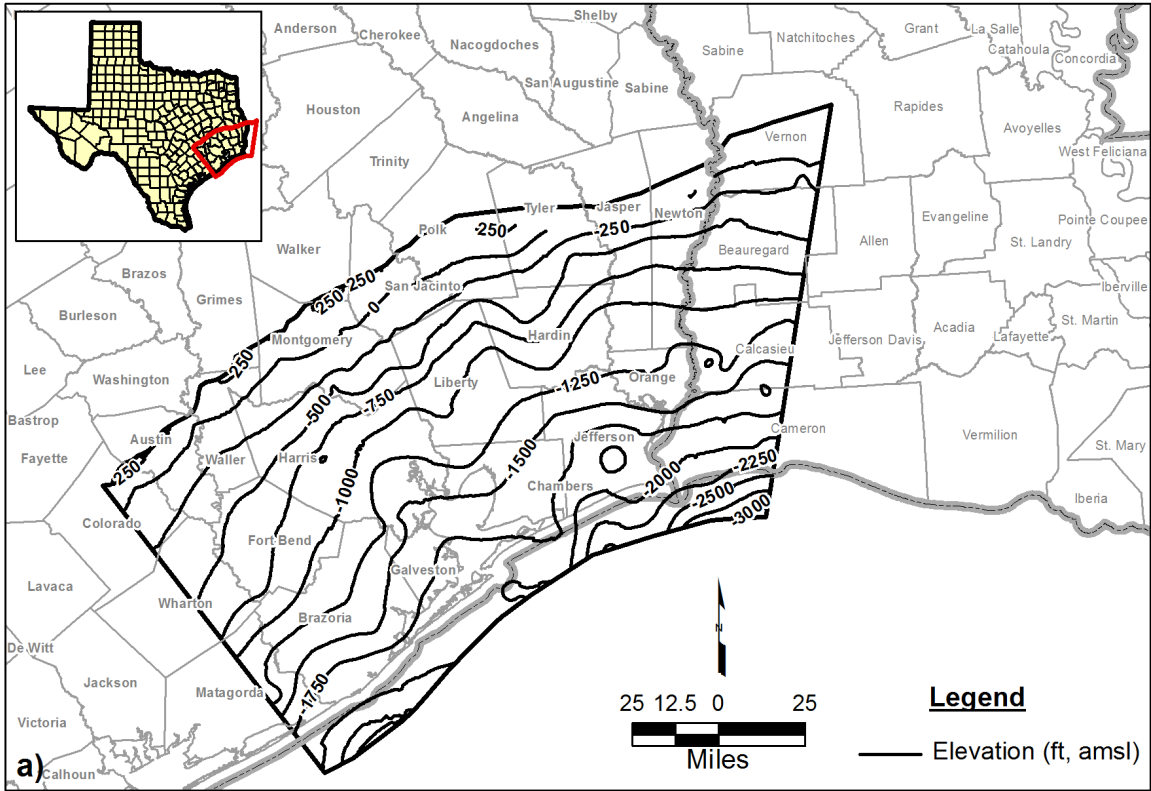 Shelby
Anderson
Cherokee
Nacogdoches
Sabine
Natchitoches
Grant
La Salle
Catahoula
Concordia
San Augustine
Sabine
Houston
Angelina
Rapides
Avoyelles
Vernon
West Feliciana
Trinity
Tyler
Jasper
Newton
Evangeline
Pointe Coupee
Polk
-250
-250
Walker
Beauregard
Allen
St. Landry
Brazos
Grimes
250
250
San Jacinto
Iberville
Burleson
0
Montgomery
Hardin
Jefferson Davis
Acadia
Lafayette
St. Martin
Calcasieu
Lee
250
Washington
Liberty
-1250
Orange
-750
-500
Bastrop
Austin
Jefferson
Cameron
Vermilion
St. Mary
Fayette
Waller
Harris
-1500
-250
-1000
Chambers
-2000
-2250
-2500
-3000
Iberia
Colorado
Fort Bend
Galveston
Lavaca
Wharton
Brazoria
N
De Witt
Jackson
Matagorda
-1750
25 12.5 0 25
Miles
Legend
Elevation (ft, amsl)
Victoria
a)
Calhoun